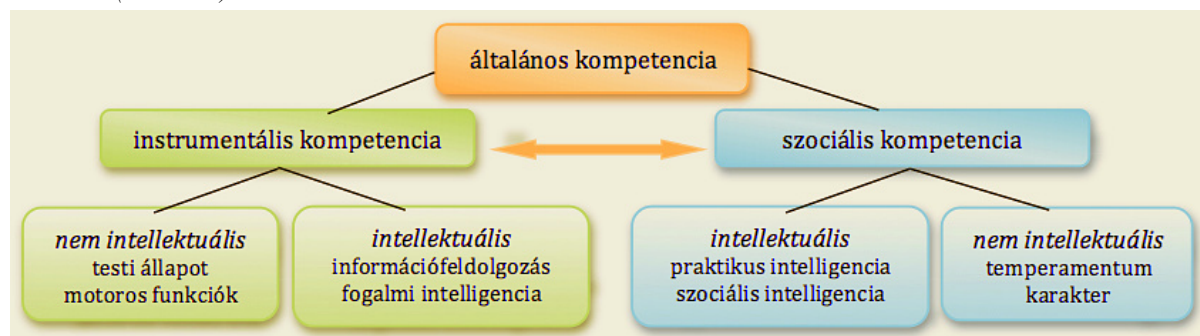 általános kompetencia
instrumentális kompetencia
szociális kompetencia
nem intellektuális
testi állapot
motoros funkciók
intellektuális
információfeldolgozás
fogalmi intelligencia
intellektuális
praktikus intelligencia
szociális intelligencia
nem intellektuális
temperamentum
karakter